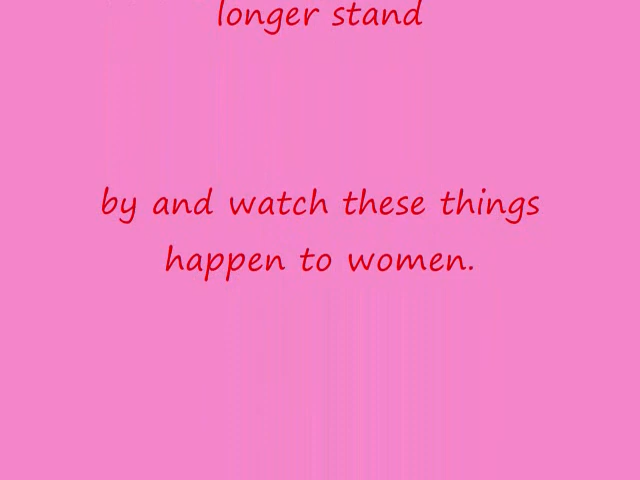 longer stand
by and watch these things
happen to women.